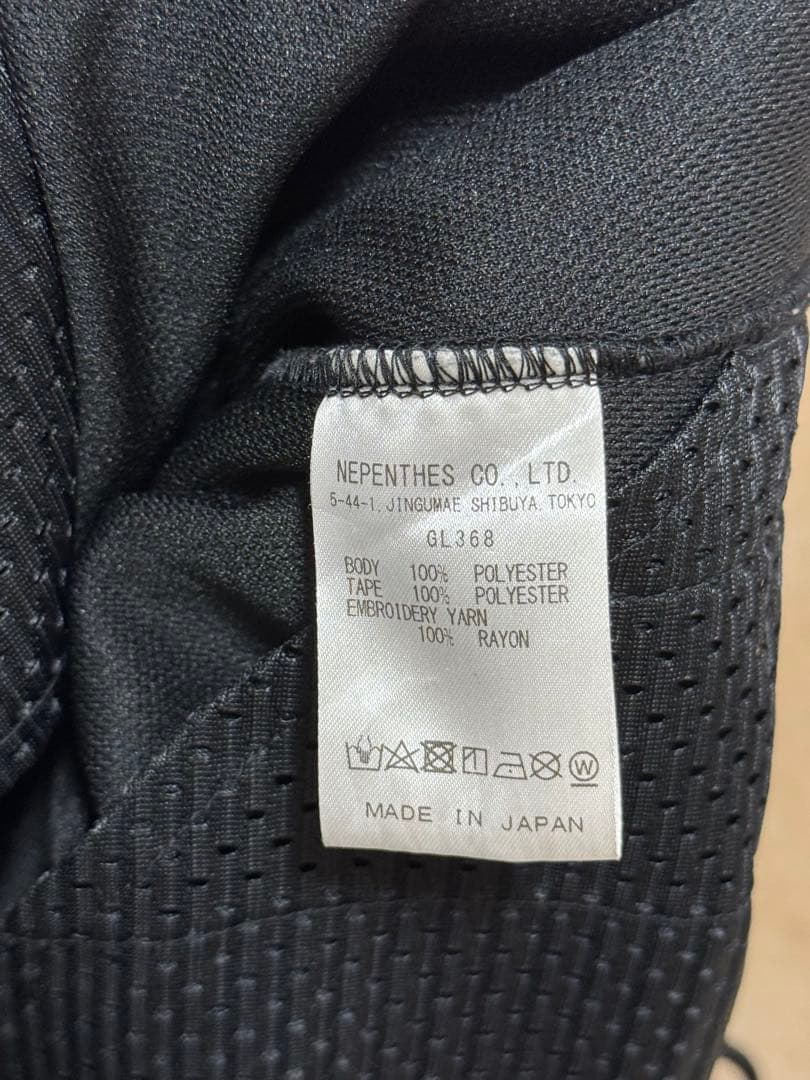 NEPENTHES CO., LTD.
5-44-1, JINGUMAE SHIBUYA. TOKYO
GL368
BODY 100% POLYESTER
TAPE 100% POLYESTER
EMBROIDERY YARN
100% RAYON
W
MADE IN JAPAN